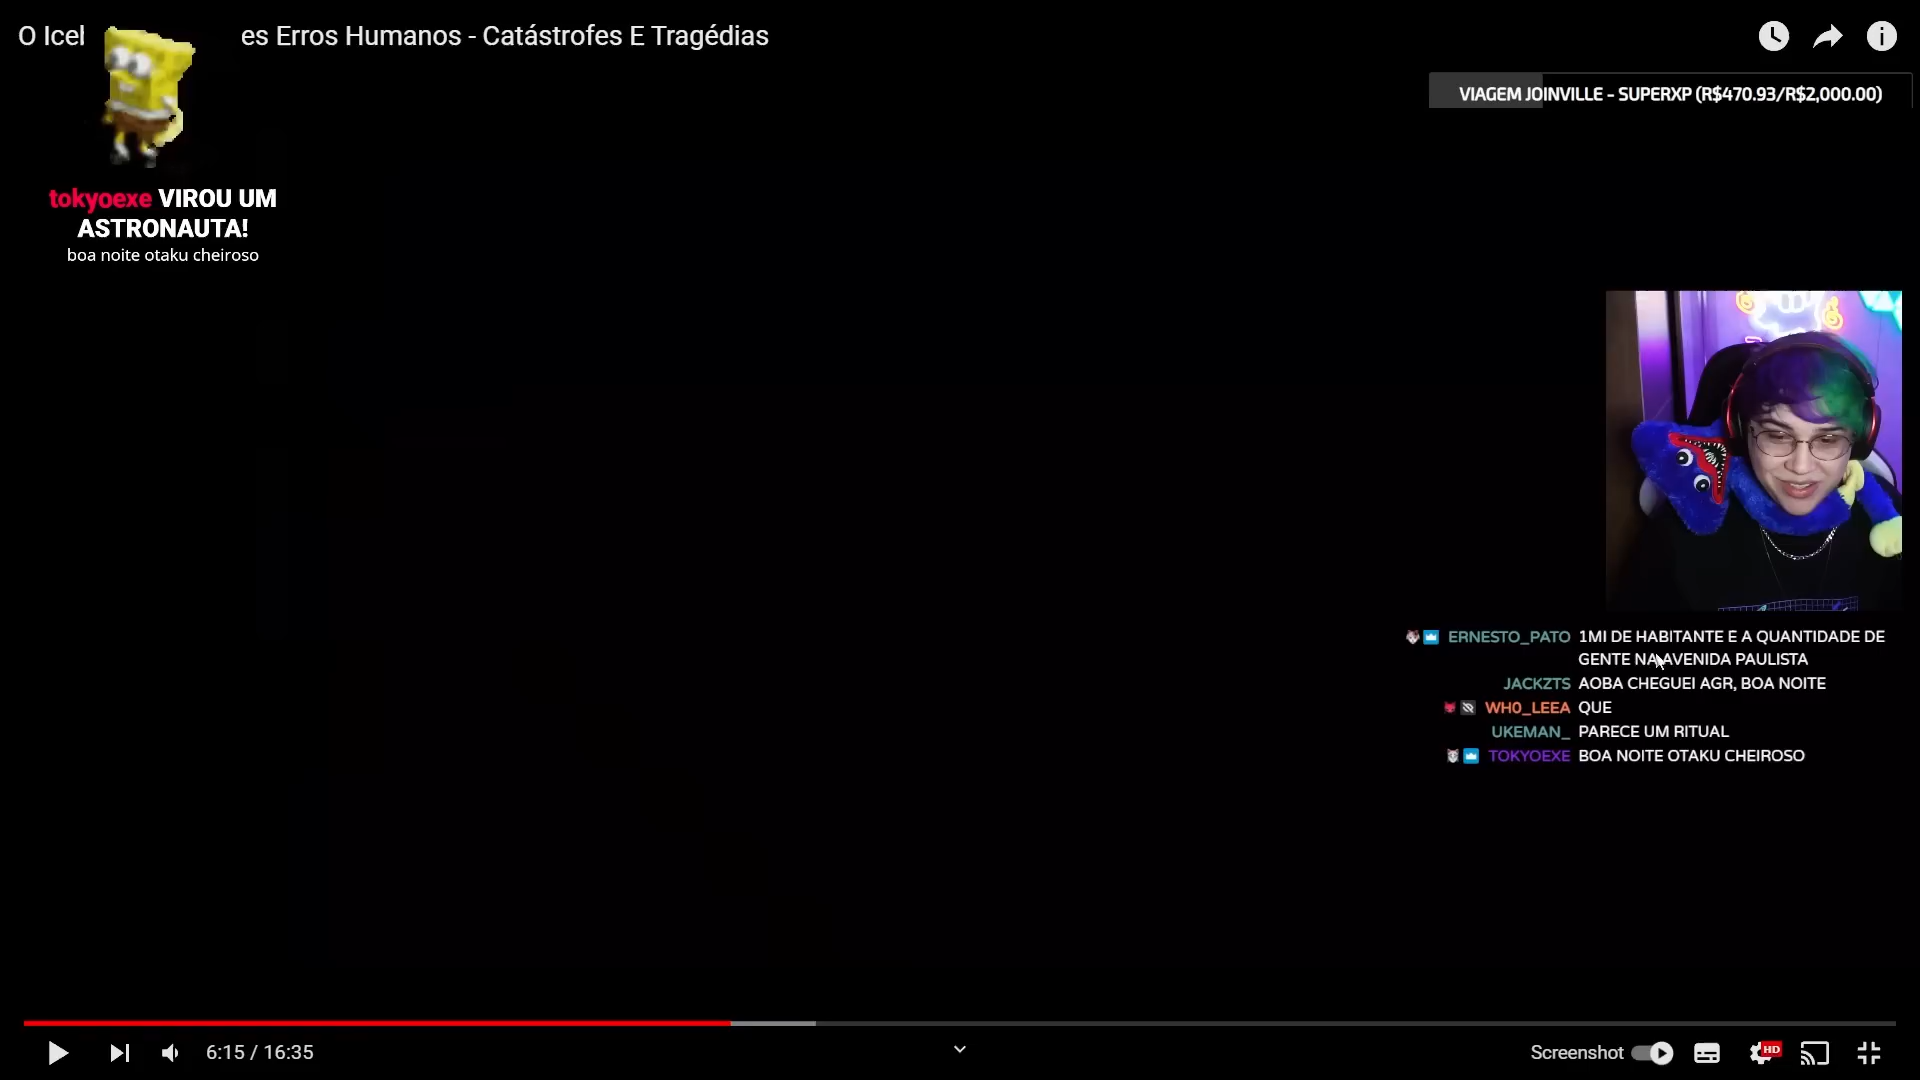 O Icel es Erros Humanos - Catástrofes E Tragédias
VIAGEM JOINVILLE - SUPERXP (R$470.93/R$2,000.00)
tokyoexe VIROU UM
ASTRONAUTA!
boa noite otaku cheiroso
ERNESTO_PATO 1MI DE HABITANTE E A QUANTIDADE DE
GENTE NA AVENIDA PAULISTA
JACKZTS AOBA CHEGUEI AGR, BOA NOITE
WH0_LEEA QUE
UKEMAN_ PARECE UM RITUAL
TOKYOEXE BOA NOITE OTAKU CHEIROSO
6:15 / 16:35
Screenshot
HD